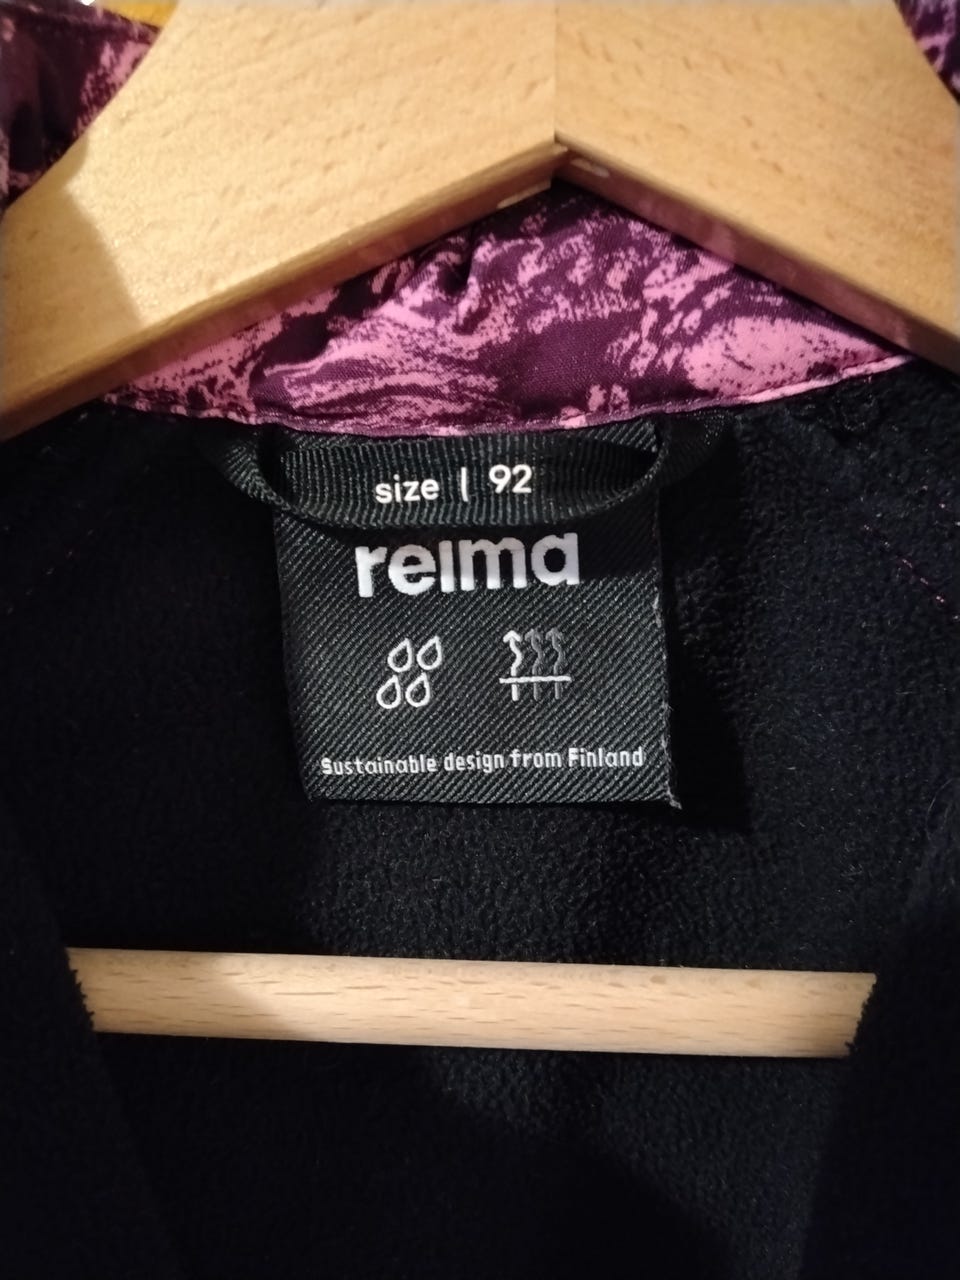 size | 92
reima
Sustainable design from Finland